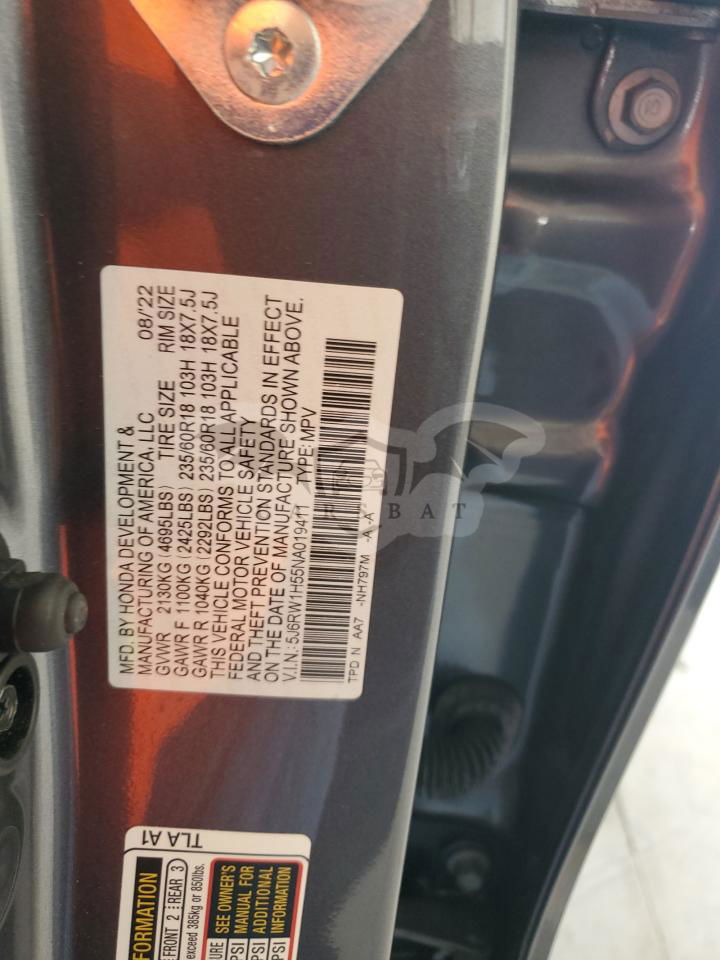 MFD. BY HONDA DEVELOPMENT &
MANUFACTURING OF AMERICA, LLC 08/'22
GVWR 2130KG (4695LBS) TIRE SIZE RIM SIZE
GAWR F 1100KG (2425LBS) 235/60R18 103H 18X7.5J
GAWR R 1040KG (2292LBS) 235/60R18 103H 18X7.5J
THIS VEHICLE CONFORMS TO ALL APPLICABLE
FEDERAL MOTOR VEHICLE SAFETY
AND THEFT PREVENTION STANDARDS IN EFFECT
ON THE DATE OF MANUFACTURE SHOWN ABOVE.
V.I.N.: 5J6RW1H55NA019411 TYPE: MPV
TPD N AA7 -NH797M -A -A
TLA A1
FORMATION
FRONT 2 REAR 3
exceed 385kg or 850lbs.
URE SEE OWNER'S
PSI MANUAL FOR
PSI ADDITIONAL
PSI INFORMATION